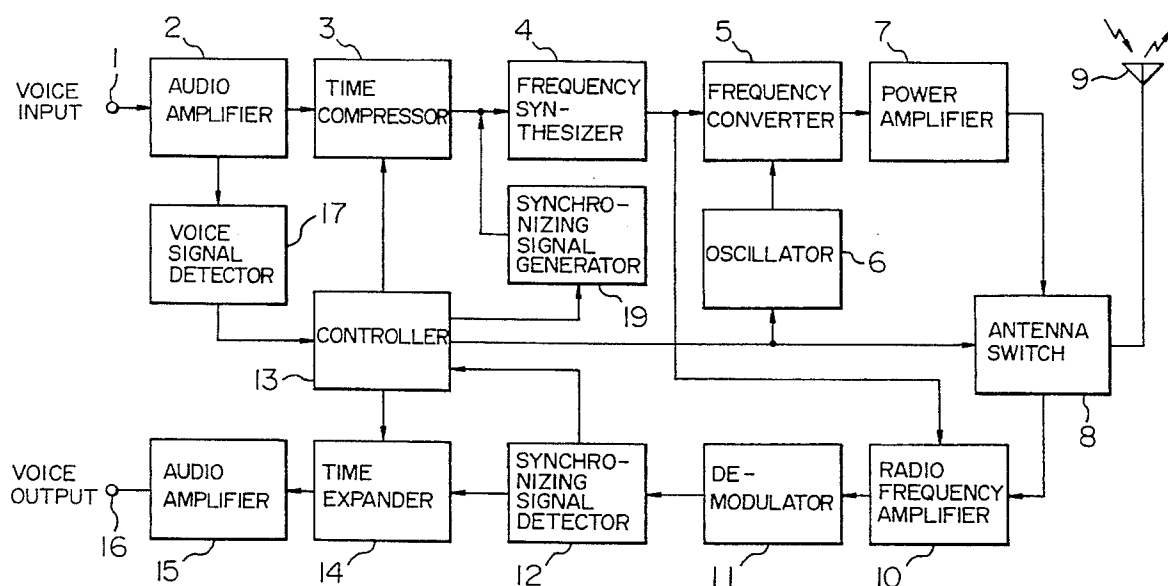 1
2
3
4
5
7
9
VOICE
INPUT
AUDIO
AMPLIFIER
TIME
COMPRESSOR
FREQUENCY
SYN-
THESIZER
FREQUENCY
CONVERTER
POWER
AMPLIFIER
17
VOICE
SIGNAL
DETECTOR
SYNCHRO-
NIZING
SIGNAL
GENERATOR
19
OSCILLATOR
6
CONTROLLER
13
ANTENNA
SWITCH
8
VOICE
OUTPUT
16
AUDIO
AMPLIFIER
15
TIME
EXPANDER
14
SYNCHRO-
NIZING
SIGNAL
DETECTOR
12
DE-
MODULATOR
11
RADIO
FREQUENCY
AMPLIFIER
10